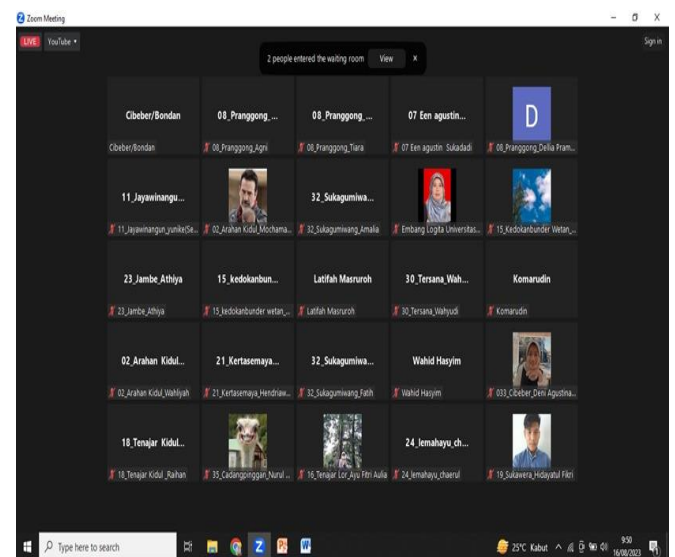 Zoom Meeting
LIVE YouTube
Sign in
2 people entered the waiting room View x
Cibeber/Bondan 08_Pranggong_... 08_Pranggong_... 07 Een agustin... D
Cibeber/Bondan 08_Pranggong_Agni 08_Pranggong_Tiara 07 Een agustin Sukadadi 08_Pranggong_Dellia Pram...
11_Jayawinangu... 32_Sukagumiwa...
11_Jayawinangun_yunike(Se... 02_Arahan Kidul_Mochama... 32_Sukagumiwang_Amalia Embang Logita Universitas... 15_Kedokanbunder Wetan_...
23_Jambe_Athiya 15_kedokanbun... Latifah Masruroh 30_Tersana_Wah... Komarudin
23_Jambe_Athiya 15_kedokanbunder wetan_... Latifah Masruroh 30_Tersana_Wahyudi Komarudin
02_Arahan Kidul... 21_Kertasemaya... 32_Sukagumiwa... Wahid Hasyim
02_Arahan Kidul_Wahliyah 21_Kertasemaya_Hendriaw... 32_Sukagumiwang_Fatih Wahid Hasyim 033_Cibeber_Deni Agustina...
18_Tenajar Kidul... 24_lemahayu_ch...
18_Tenajar Kidul _Raihan 35_Cadangpinggan_Nurul ... 16_Tenajar Lor_Ayu Fitri Aulia 24_lemahayu_chaerul 19_Sukawera_Hidayatul Fikri
Type here to search
25°C Kabut
9:50
16/08/2023